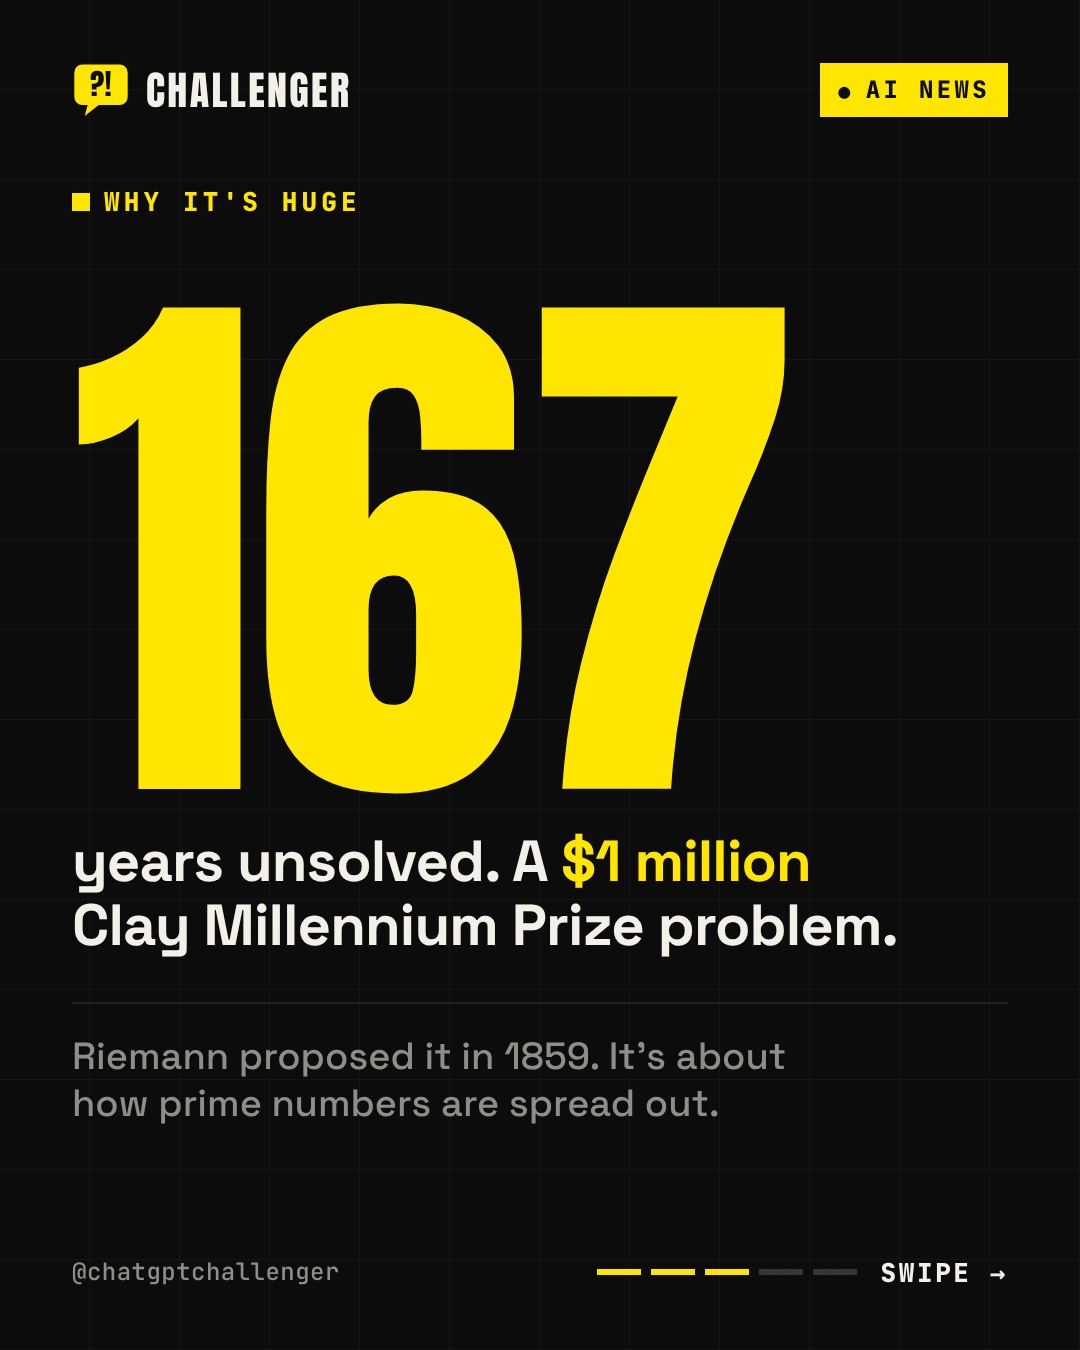 ?! CHALLENGER
● AI NEWS
WHY IT'S HUGE
167
years unsolved. A $1 million
Clay Millennium Prize problem.
Riemann proposed it in 1859. It’s about
how prime numbers are spread out.
@chatgptchallenger
SWIPE →